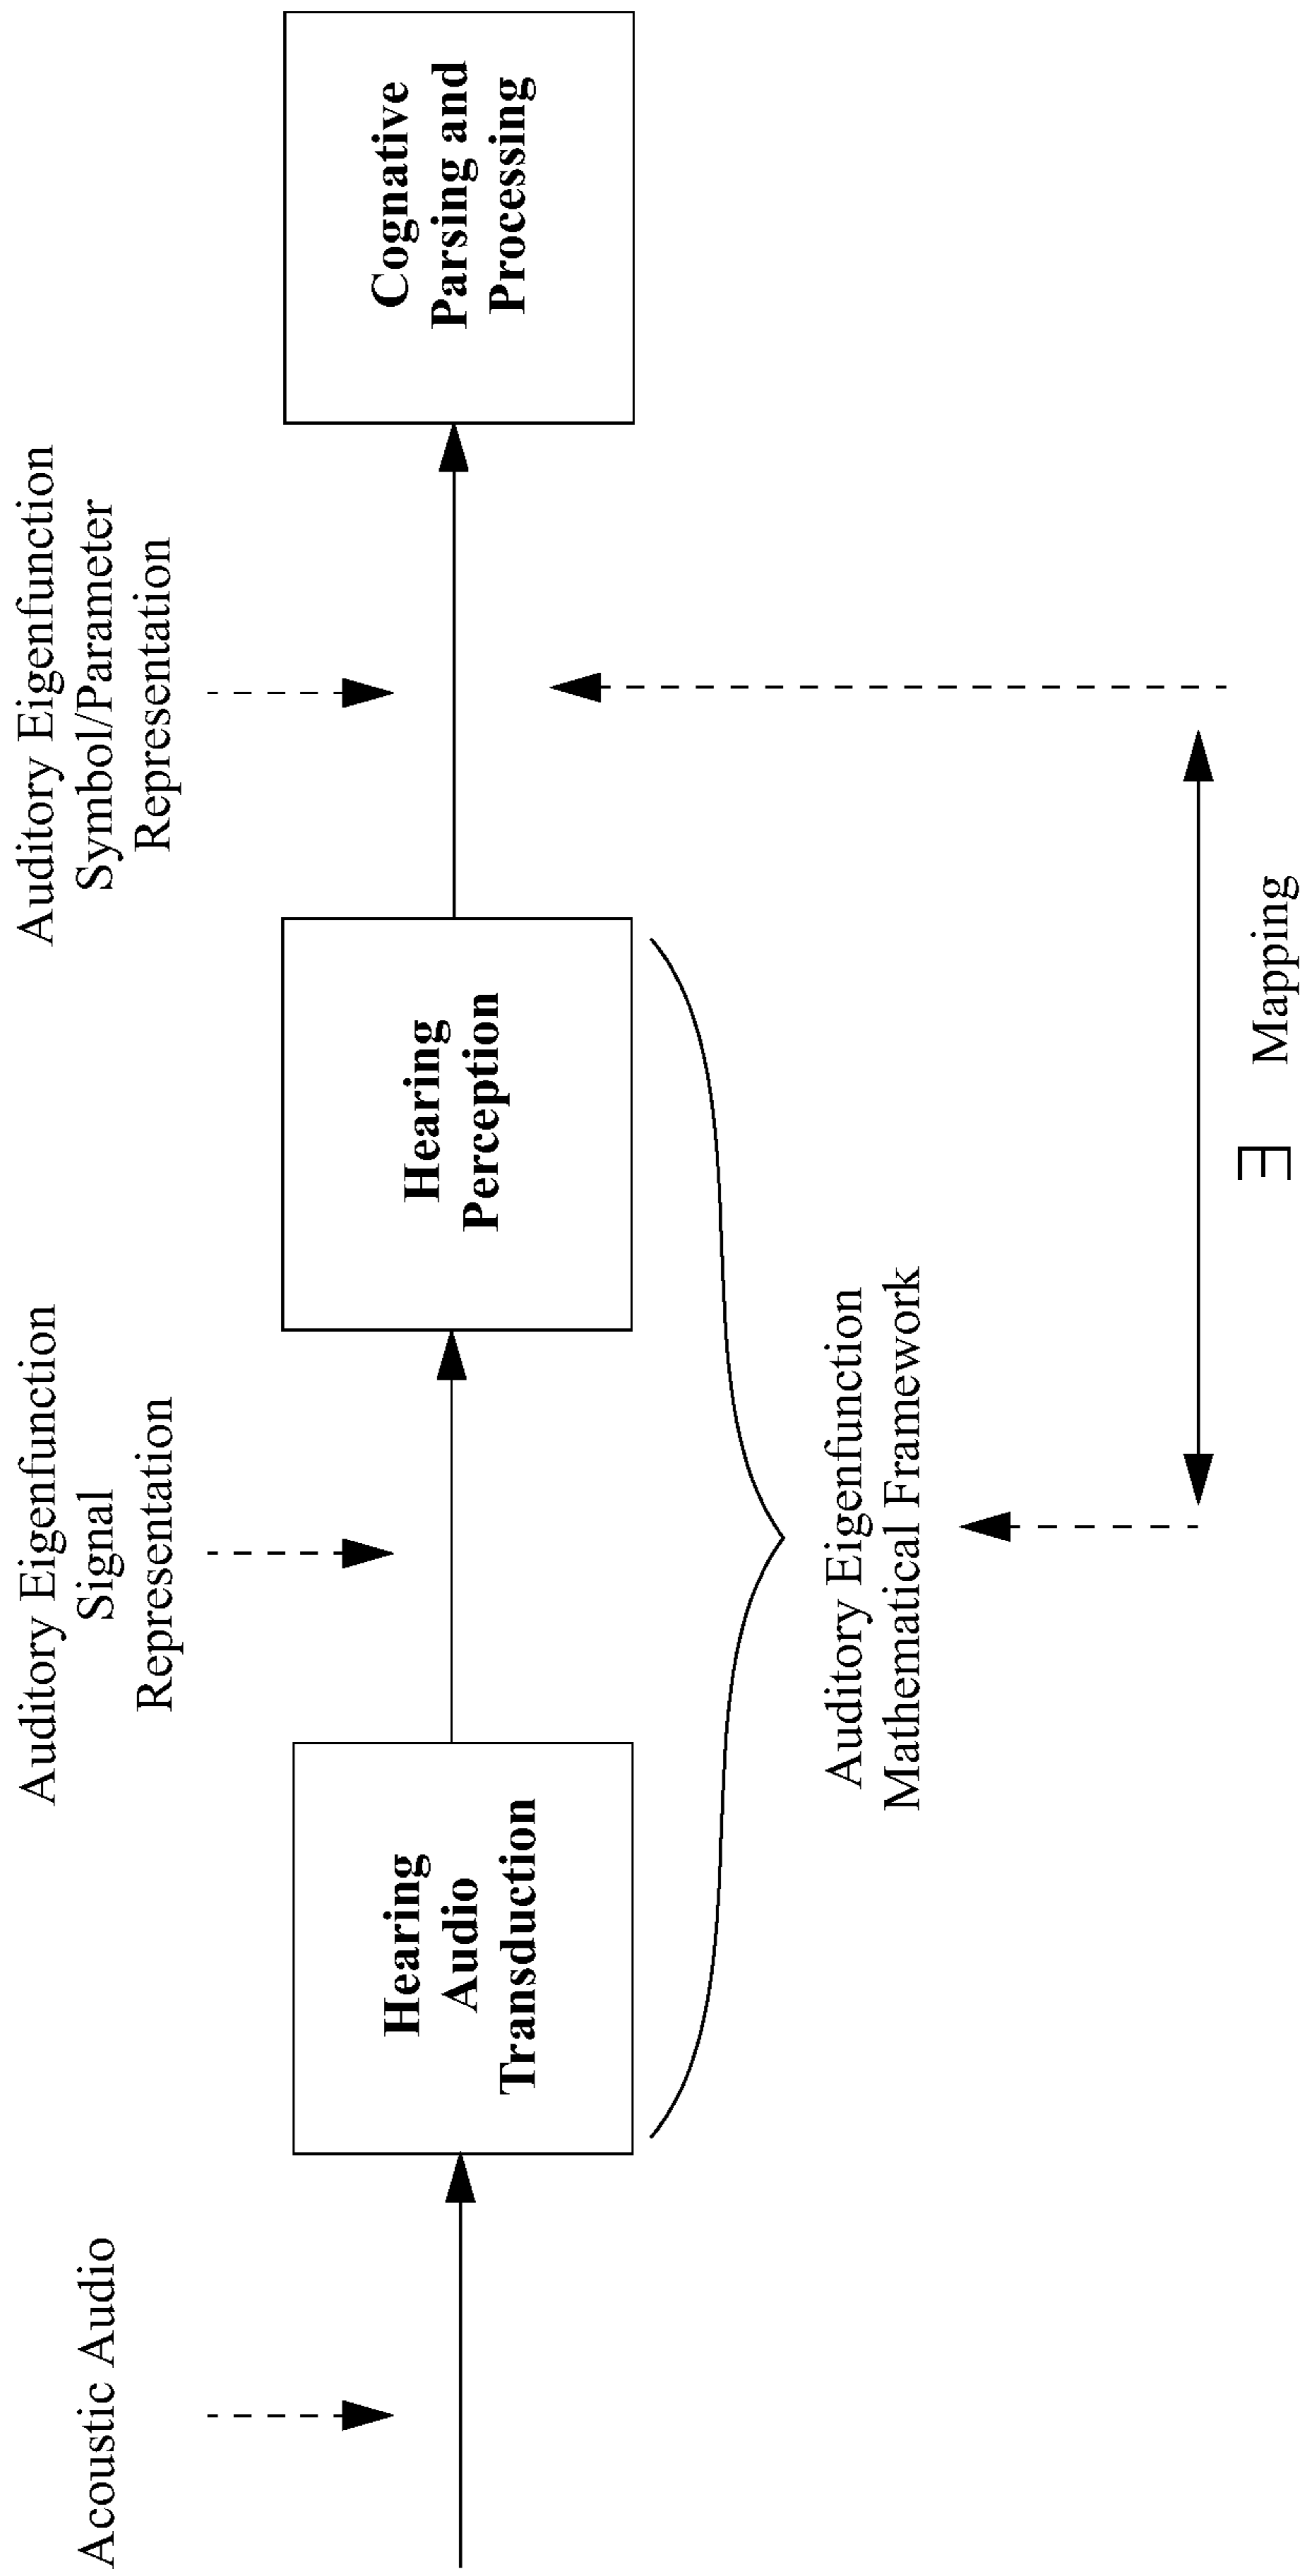 Acoustic Audio
Auditory Eigenfunction
Signal
Representation
Auditory Eigenfunction
Symbol/Parameter
Representation
Hearing
Audio
Transduction
Hearing
Perception
Cognative
Parsing and
Processing
Auditory Eigenfunction
Mathematical Framework
∃ Mapping